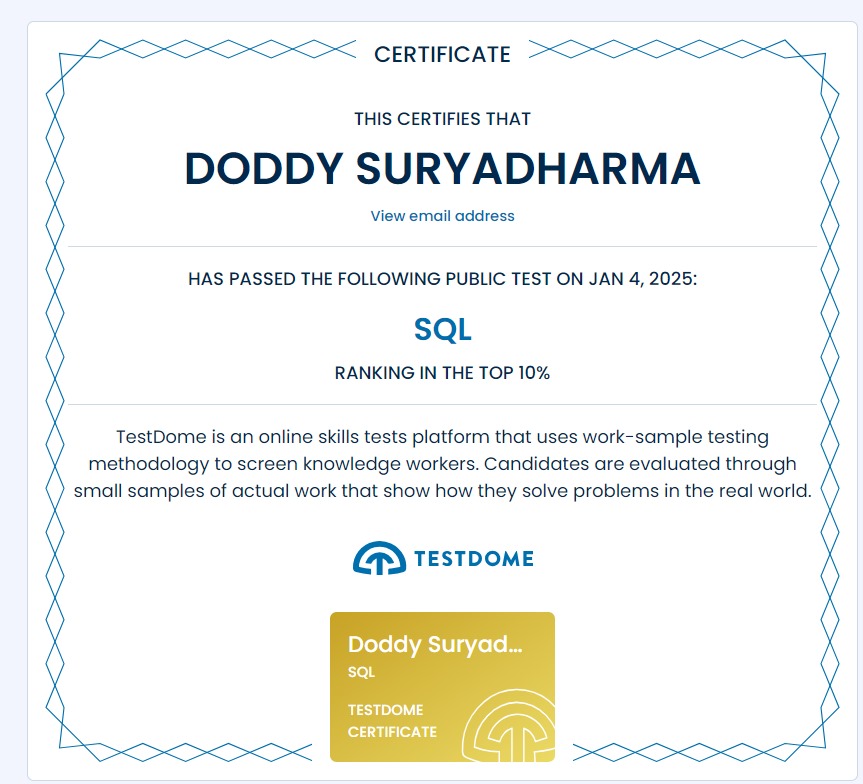 CERTIFICATE
THIS CERTIFIES THAT
DODDY SURYADHARMA
View email address
HAS PASSED THE FOLLOWING PUBLIC TEST ON JAN 4, 2025:
SQL
RANKING IN THE TOP 10%
TestDome is an online skills tests platform that uses work-sample testing
methodology to screen knowledge workers. Candidates are evaluated through
small samples of actual work that show how they solve problems in the real world.
TESTDOME
Doddy Suryad...
SQL
TESTDOME
CERTIFICATE